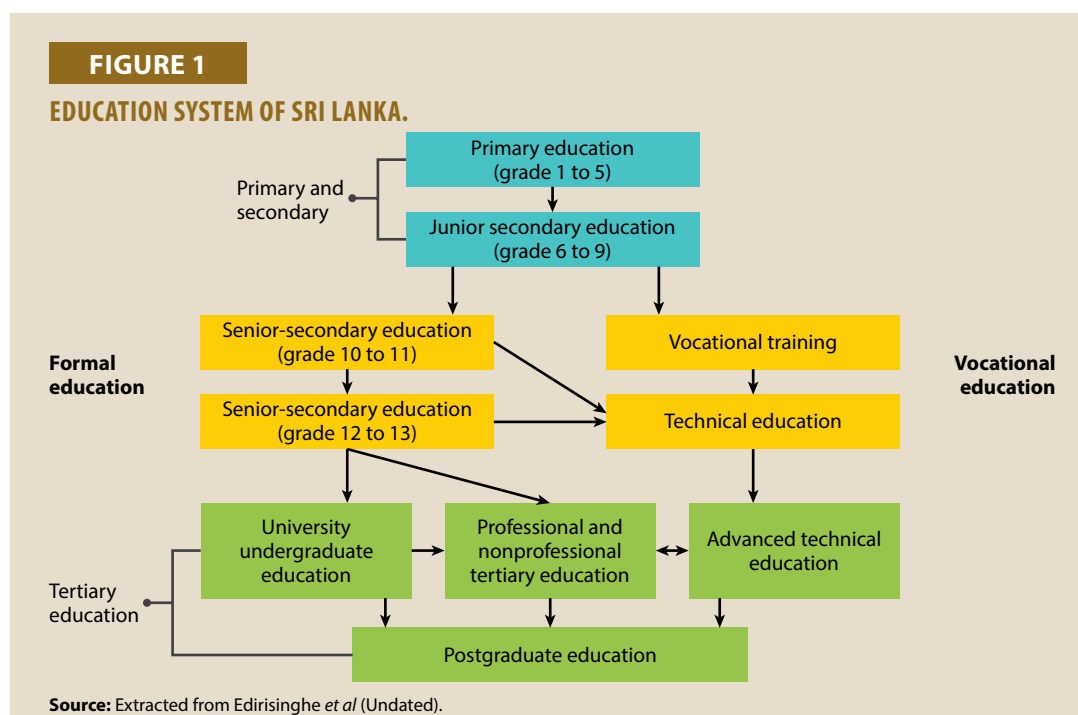 FIGURE 1
EDUCATION SYSTEM OF SRI LANKA.
Primary education
(grade 1 to 5)
Primary and
secondary
Junior secondary education
(grade 6 to 9)
Senior-secondary education
(grade 10 to 11)
Vocational training
Formal
education
Vocational
education
Senior-secondary education
(grade 12 to 13)
Technical education
University
undergraduate
education
Professional and
nonprofessional
tertiary education
Advanced technical
education
Tertiary
education
Postgraduate education
Source: Extracted from Edirisinghe et al (Undated).